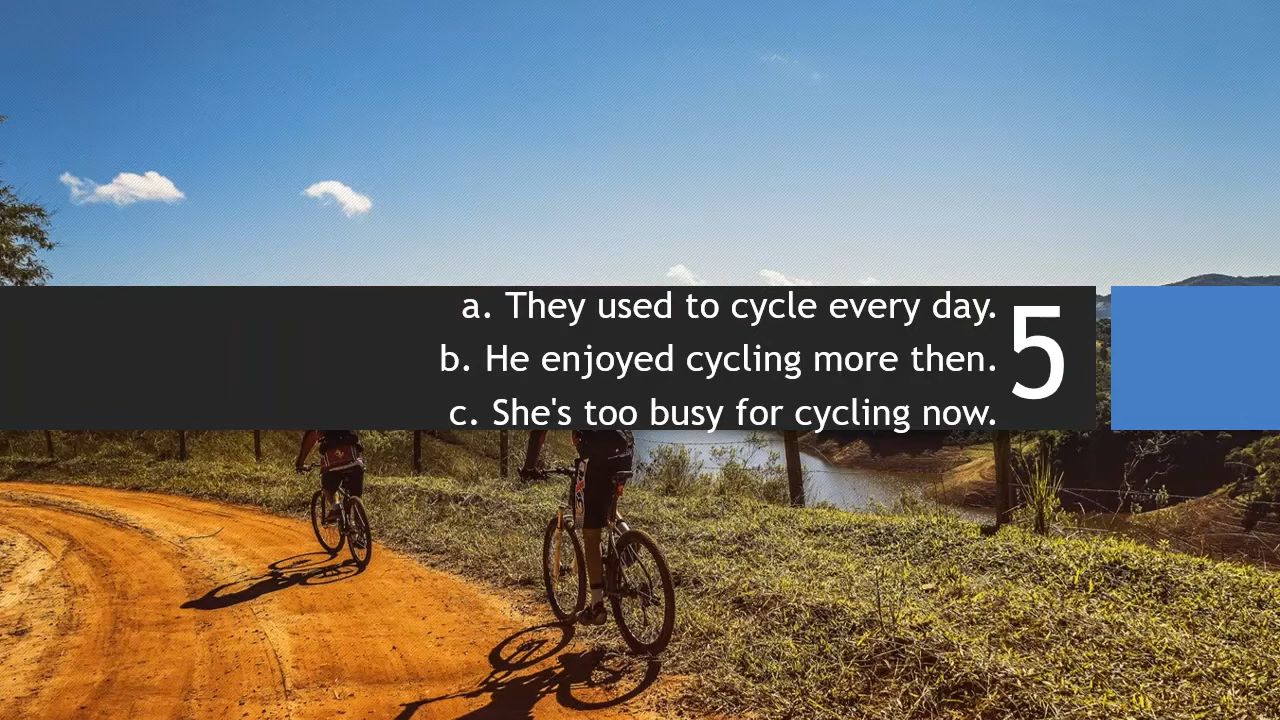 a. They used to cycle every day.
b. He enjoyed cycling more then.
c. She's too busy for cycling now.
5